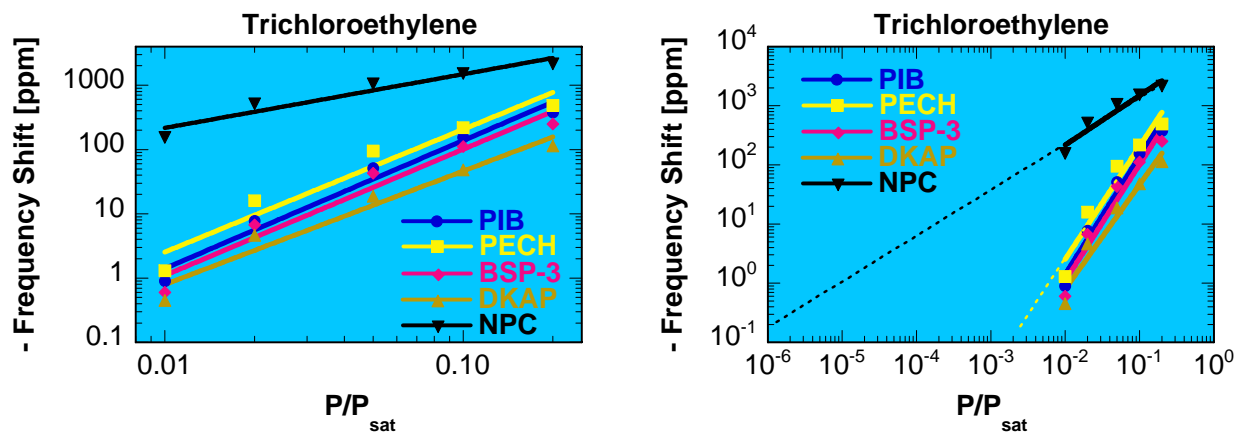 Trichloroethylene
- Frequency Shift [ppm]
1000
100
10
1
0.1
0.01
0.10
P/P_sat
PIB
PECH
BSP-3
DKAP
NPC
Trichloroethylene
- Frequency Shift [ppm]
10^4
10^3
10^2
10^1
10^0
10^-1
10^-6
10^-5
10^-4
10^-3
10^-2
10^-1
10^0
P/P_sat
PIB
PECH
BSP-3
DKAP
NPC